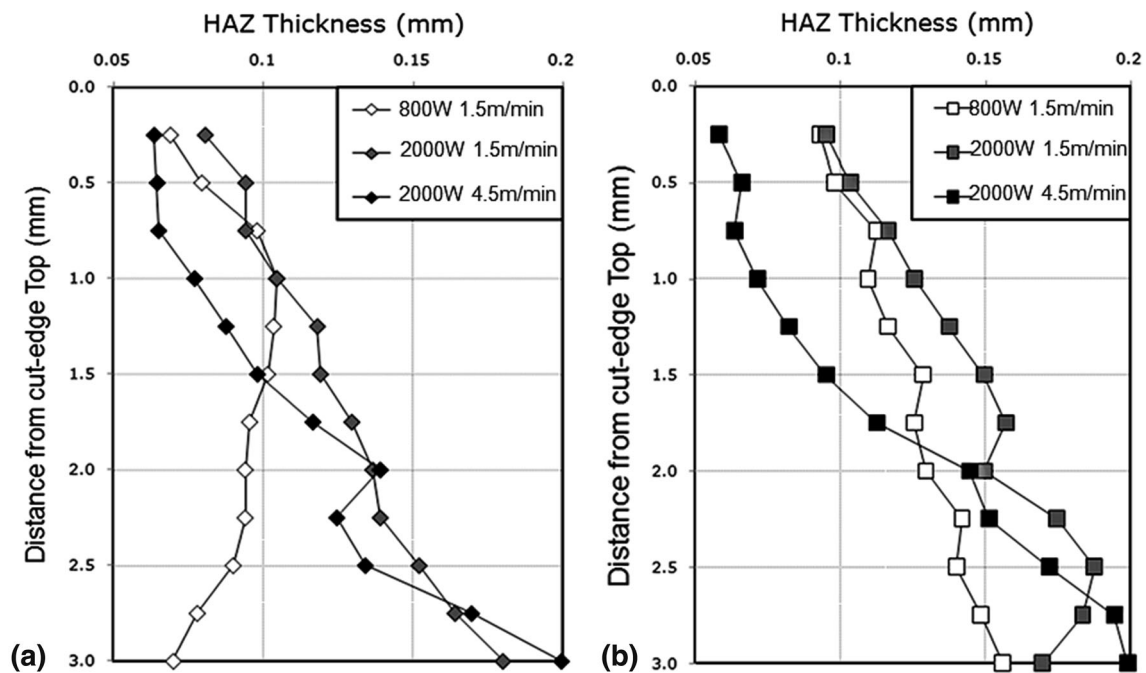 HAZ Thickness (mm)
0.05 0.1 0.15 0.2
0.0
0.5
1.0
1.5
2.0
2.5
3.0
Distance from cut-edge Top (mm)
800W 1.5m/min
2000W 1.5m/min
2000W 4.5m/min
(a)
HAZ Thickness (mm)
0.05 0.1 0.15 0.2
0.0
0.5
1.0
1.5
2.0
2.5
3.0
Distance from cut-edge Top (mm)
800W 1.5m/min
2000W 1.5m/min
2000W 4.5m/min
(b)